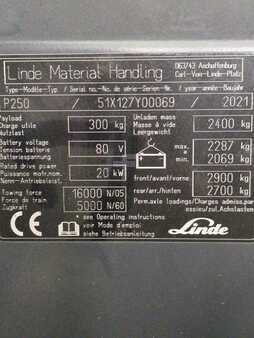 Linde Material Handling D63743 Aschaffenburg
Carl-Von-Linde-Platz
Type-Modèle-Typ / Serial no.-No. de série-Serien-Nr. / year année Baujahr
P250 / 51X127Y00069 / 2021
payload
Charge utile 300 kg
Nutzlast
Unladen mass
Masse à vide 2400 kg
Leergewicht
Battery voltage
Tension batterie 80 V
Batteriespannung
max 2287 kg
min 2069 kg
Rated drive power
Puissance motr.nom. 20 kW
Nenn-Antriebsleist.
front/avant/vorne 2900 kg
rear/arr./hinten 2700 kg
Towing force 16000 N/05
Force de train. 5000 N/60
Zugkraft
Perm.axle loadings/Charges admiss.par
essieu/zul.Achslasten
CE
see Operating instructions
voir Mode d'emploi
siehe Betriebsanleitung
Linde